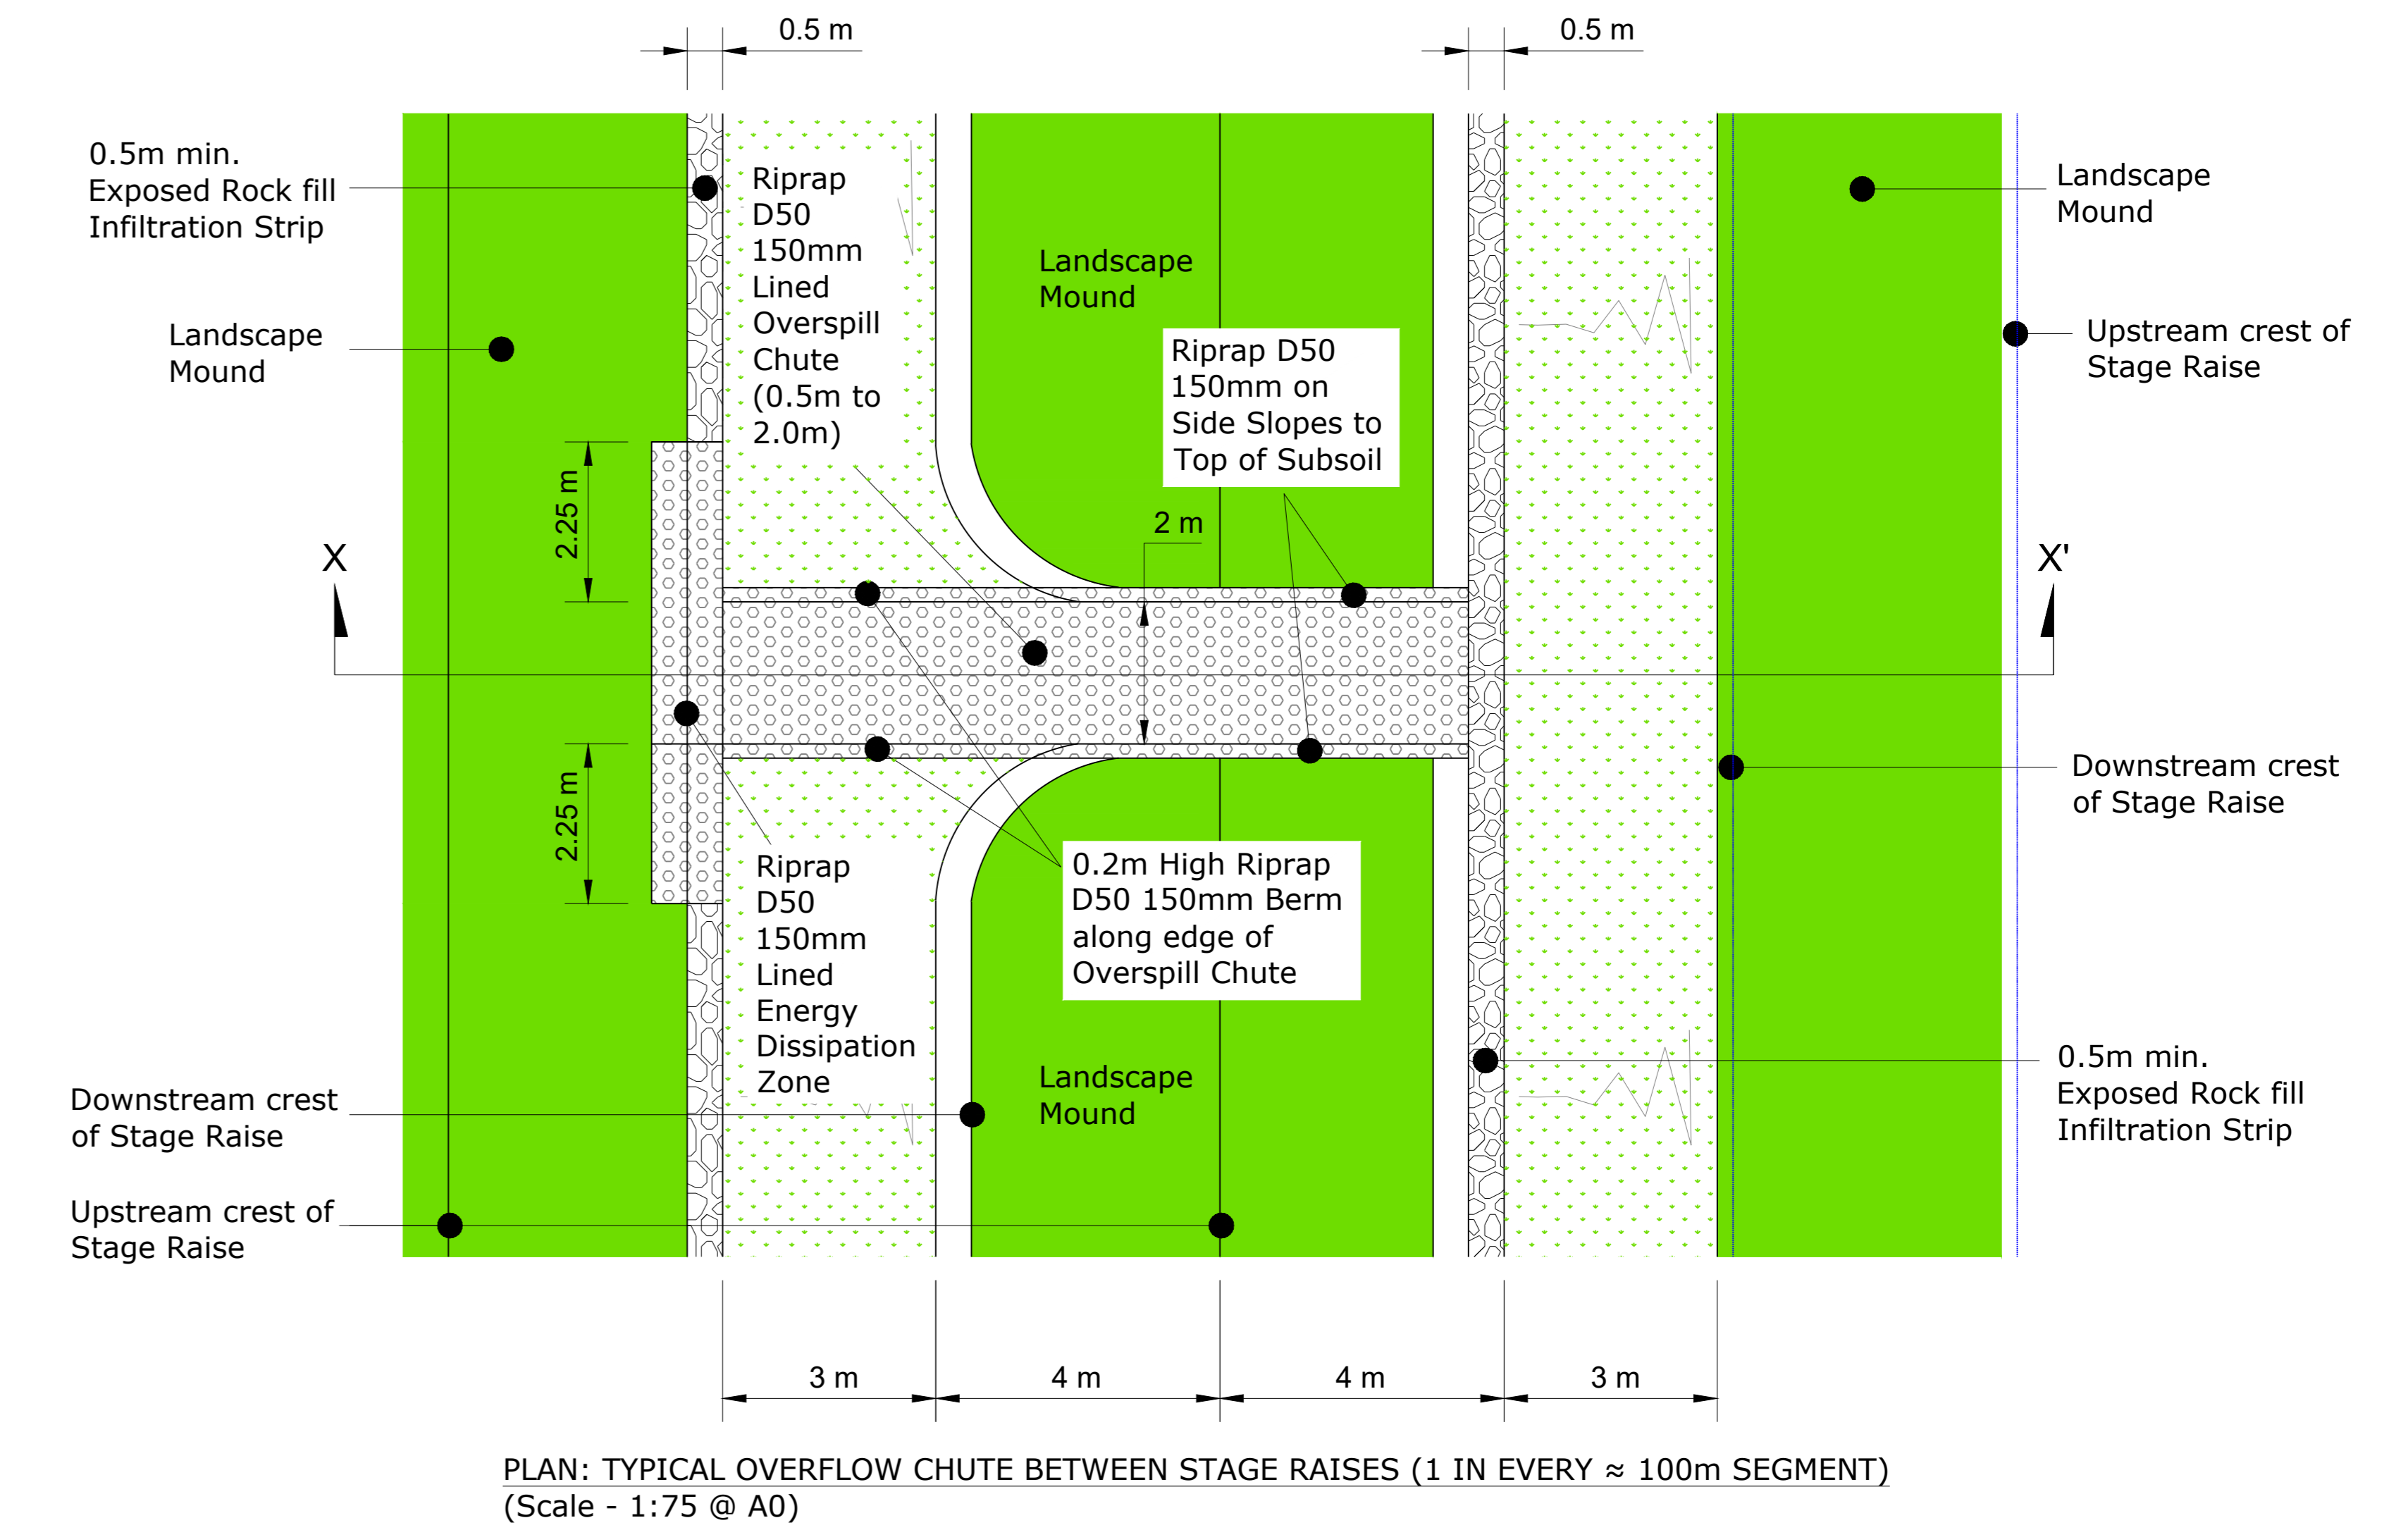 0.5 m
0.5 m
0.5m min.
Exposed Rock fill
Infiltration Strip
Landscape
Mound
Riprap
D50
150mm
Lined
Overspill
Chute
(0.5m to
2.0m)
Landscape
Mound
Riprap D50
150mm on
Side Slopes to
Top of Subsoil
Landscape
Mound
Upstream crest of
Stage Raise
2.25 m
2 m
X
X'
2.25 m
Riprap
D50
150mm
Lined
Energy
Dissipation
Zone
0.2m High Riprap
D50 150mm Berm
along edge of
Overspill Chute
Downstream crest
of Stage Raise
Landscape
Mound
0.5m min.
Exposed Rock fill
Infiltration Strip
Downstream crest
of Stage Raise
Upstream crest of
Stage Raise
3 m
4 m
4 m
3 m
PLAN: TYPICAL OVERFLOW CHUTE BETWEEN STAGE RAISES (1 IN EVERY ≈ 100m SEGMENT)
(Scale - 1:75 @ A0)